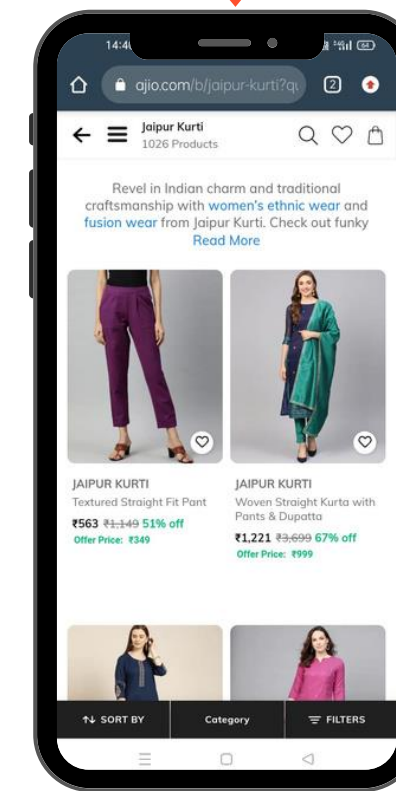 14:4
64
ajio.com/b/jaipur-kurti?q
2
Jaipur Kurti
1026 Products
Revel in Indian charm and traditional
craftsmanship with women's ethnic wear and
fusion wear from Jaipur Kurti. Check out funky
Read More
JAIPUR KURTI
Textured Straight Fit Pant
₹563 ₹1,149 51% off
Offer Price: ₹349
JAIPUR KURTI
Woven Straight Kurta with
Pants & Dupatta
₹1,221 ₹3,699 67% off
Offer Price: ₹999
SORT BY
Category
FILTERS